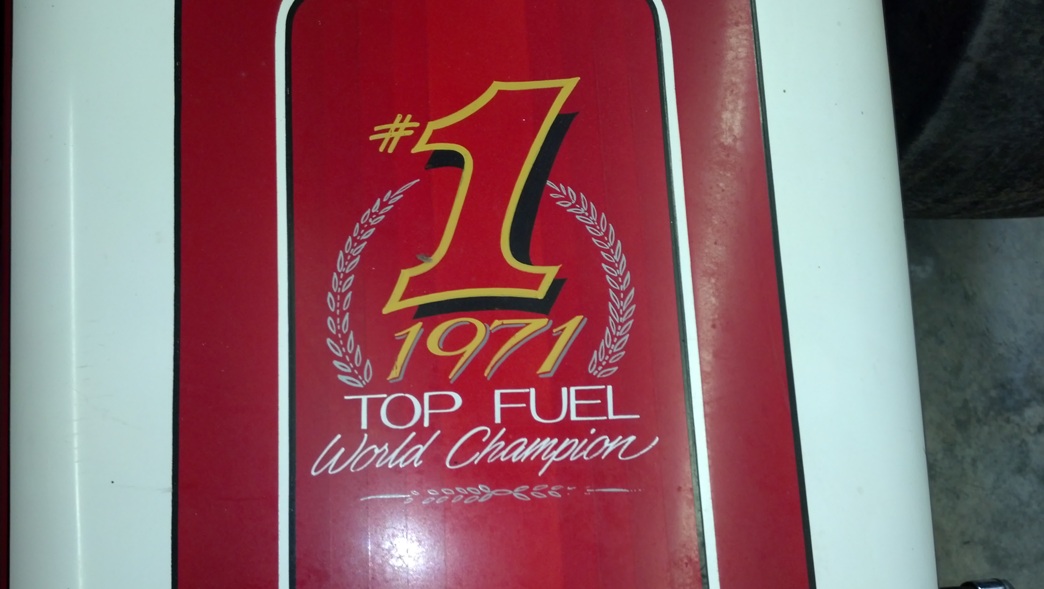 #1
1971
TOP FUEL
World Champion